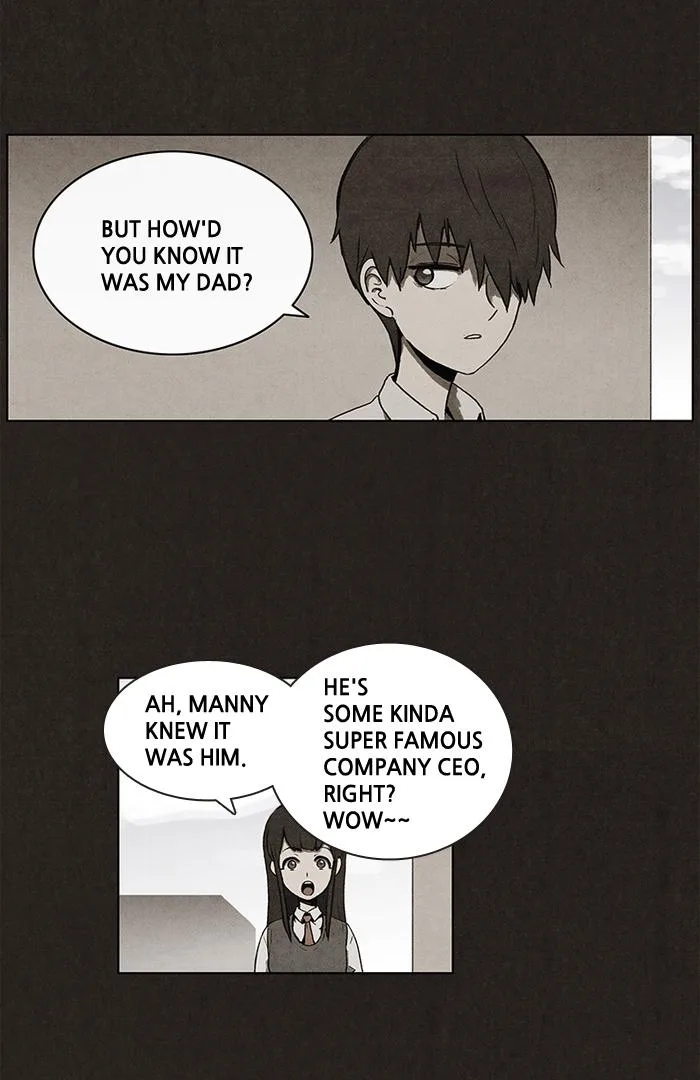 BUT HOW'D
YOU KNOW IT
WAS MY DAD?
AH, MANNY
KNEW IT
WAS HIM.
HE'S
SOME KINDA
SUPER FAMOUS
COMPANY CEO,
RIGHT?
WOW~~